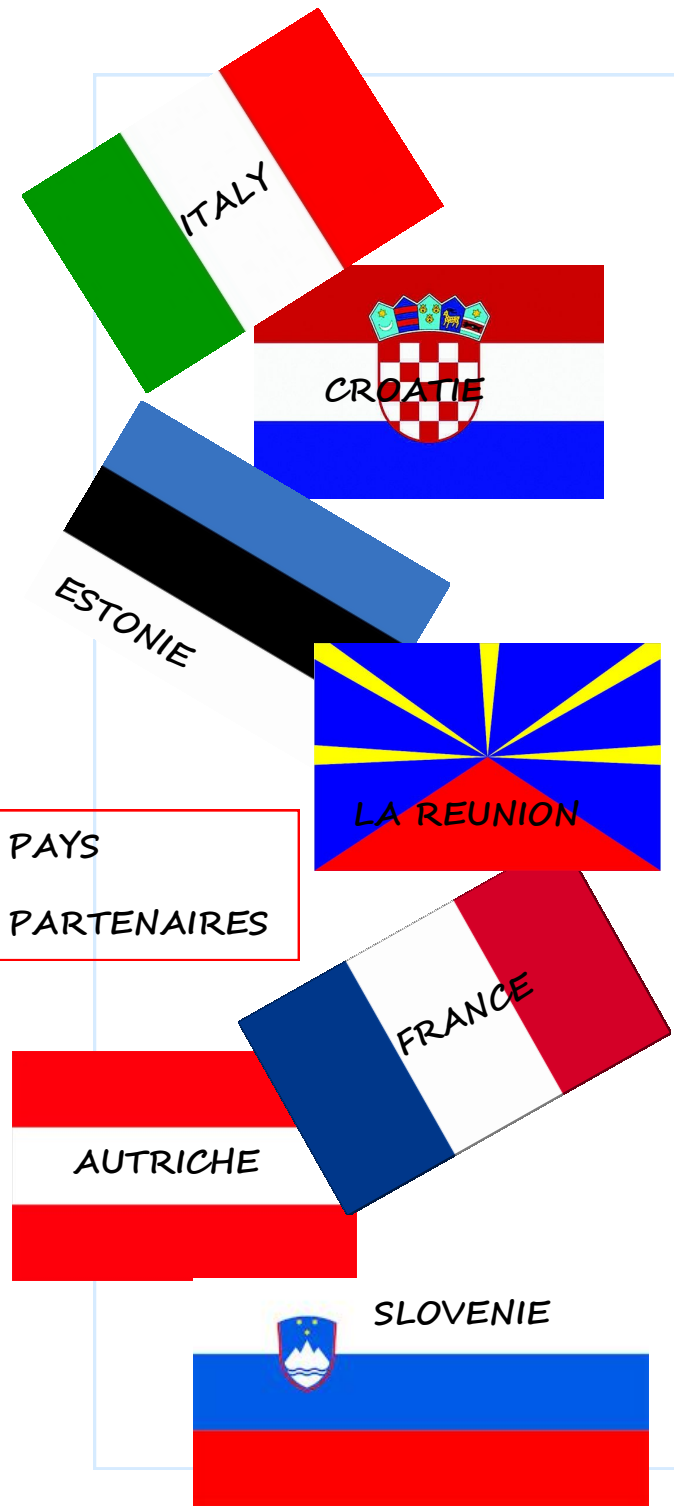 ITALY
CROATIE
ESTONIE
LA REUNION
PAYS
PARTENAIRES
FRANCE
AUTRICHE
SLOVENIE